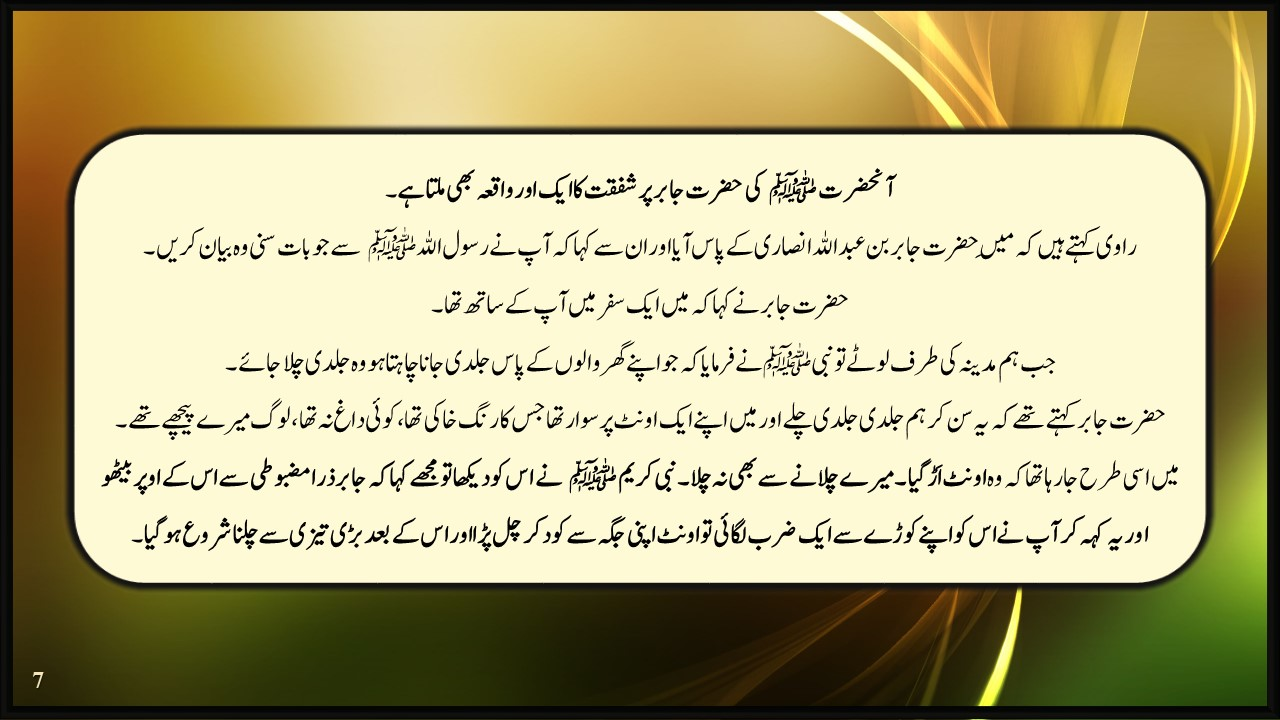 آنحضرت ﷺ کی حضرت جابر پر شفقت کا ایک اور واقعہ بھی ملتا ہے۔
راوی کہتے ہیں کہ میں حضرت جابر بن عبد اللہ انصاری کے پاس آیا اور ان سے کہا کہ آپ نے رسول اللہ ﷺ سے جو بات سنی وہ بیان کریں۔
حضرت جابر نے کہا کہ میں ایک سفر میں آپ کے ساتھ تھا۔
جب ہم مدینہ کی طرف لوٹے تو نبی ﷺ نے فرمایا کہ جو اپنے گھر والوں کے پاس جلدی جانا چاہتا ہو وہ جلدی چلا جائے۔
حضرت جابر کہتے تھے کہ یہ سن کر ہم جلدی جلدی چلے اور میں اپنے ایک اونٹ پر سوار تھا جس کا رنگ خاکی تھا، کوئی داغ نہ تھا، لوگ میرے پیچھے تھے۔
میں اسی طرح جا رہا تھا کہ وہ اونٹ اَڑ گیا۔ میرے چلانے سے بھی نہ چلا۔ نبی کریم ﷺ نے اس کو دیکھا تو مجھے کہا کہ جابر ذرا مضبوطی سے اس کے اوپر بیٹھو
اور یہ کہہ کر آپ نے اس کو اپنے کوڑے سے ایک ضرب لگائی تو اونٹ اپنی جگہ سے کود کر چل پڑا اور اس کے بعد بڑی تیزی سے چلنا شروع ہو گیا۔
7